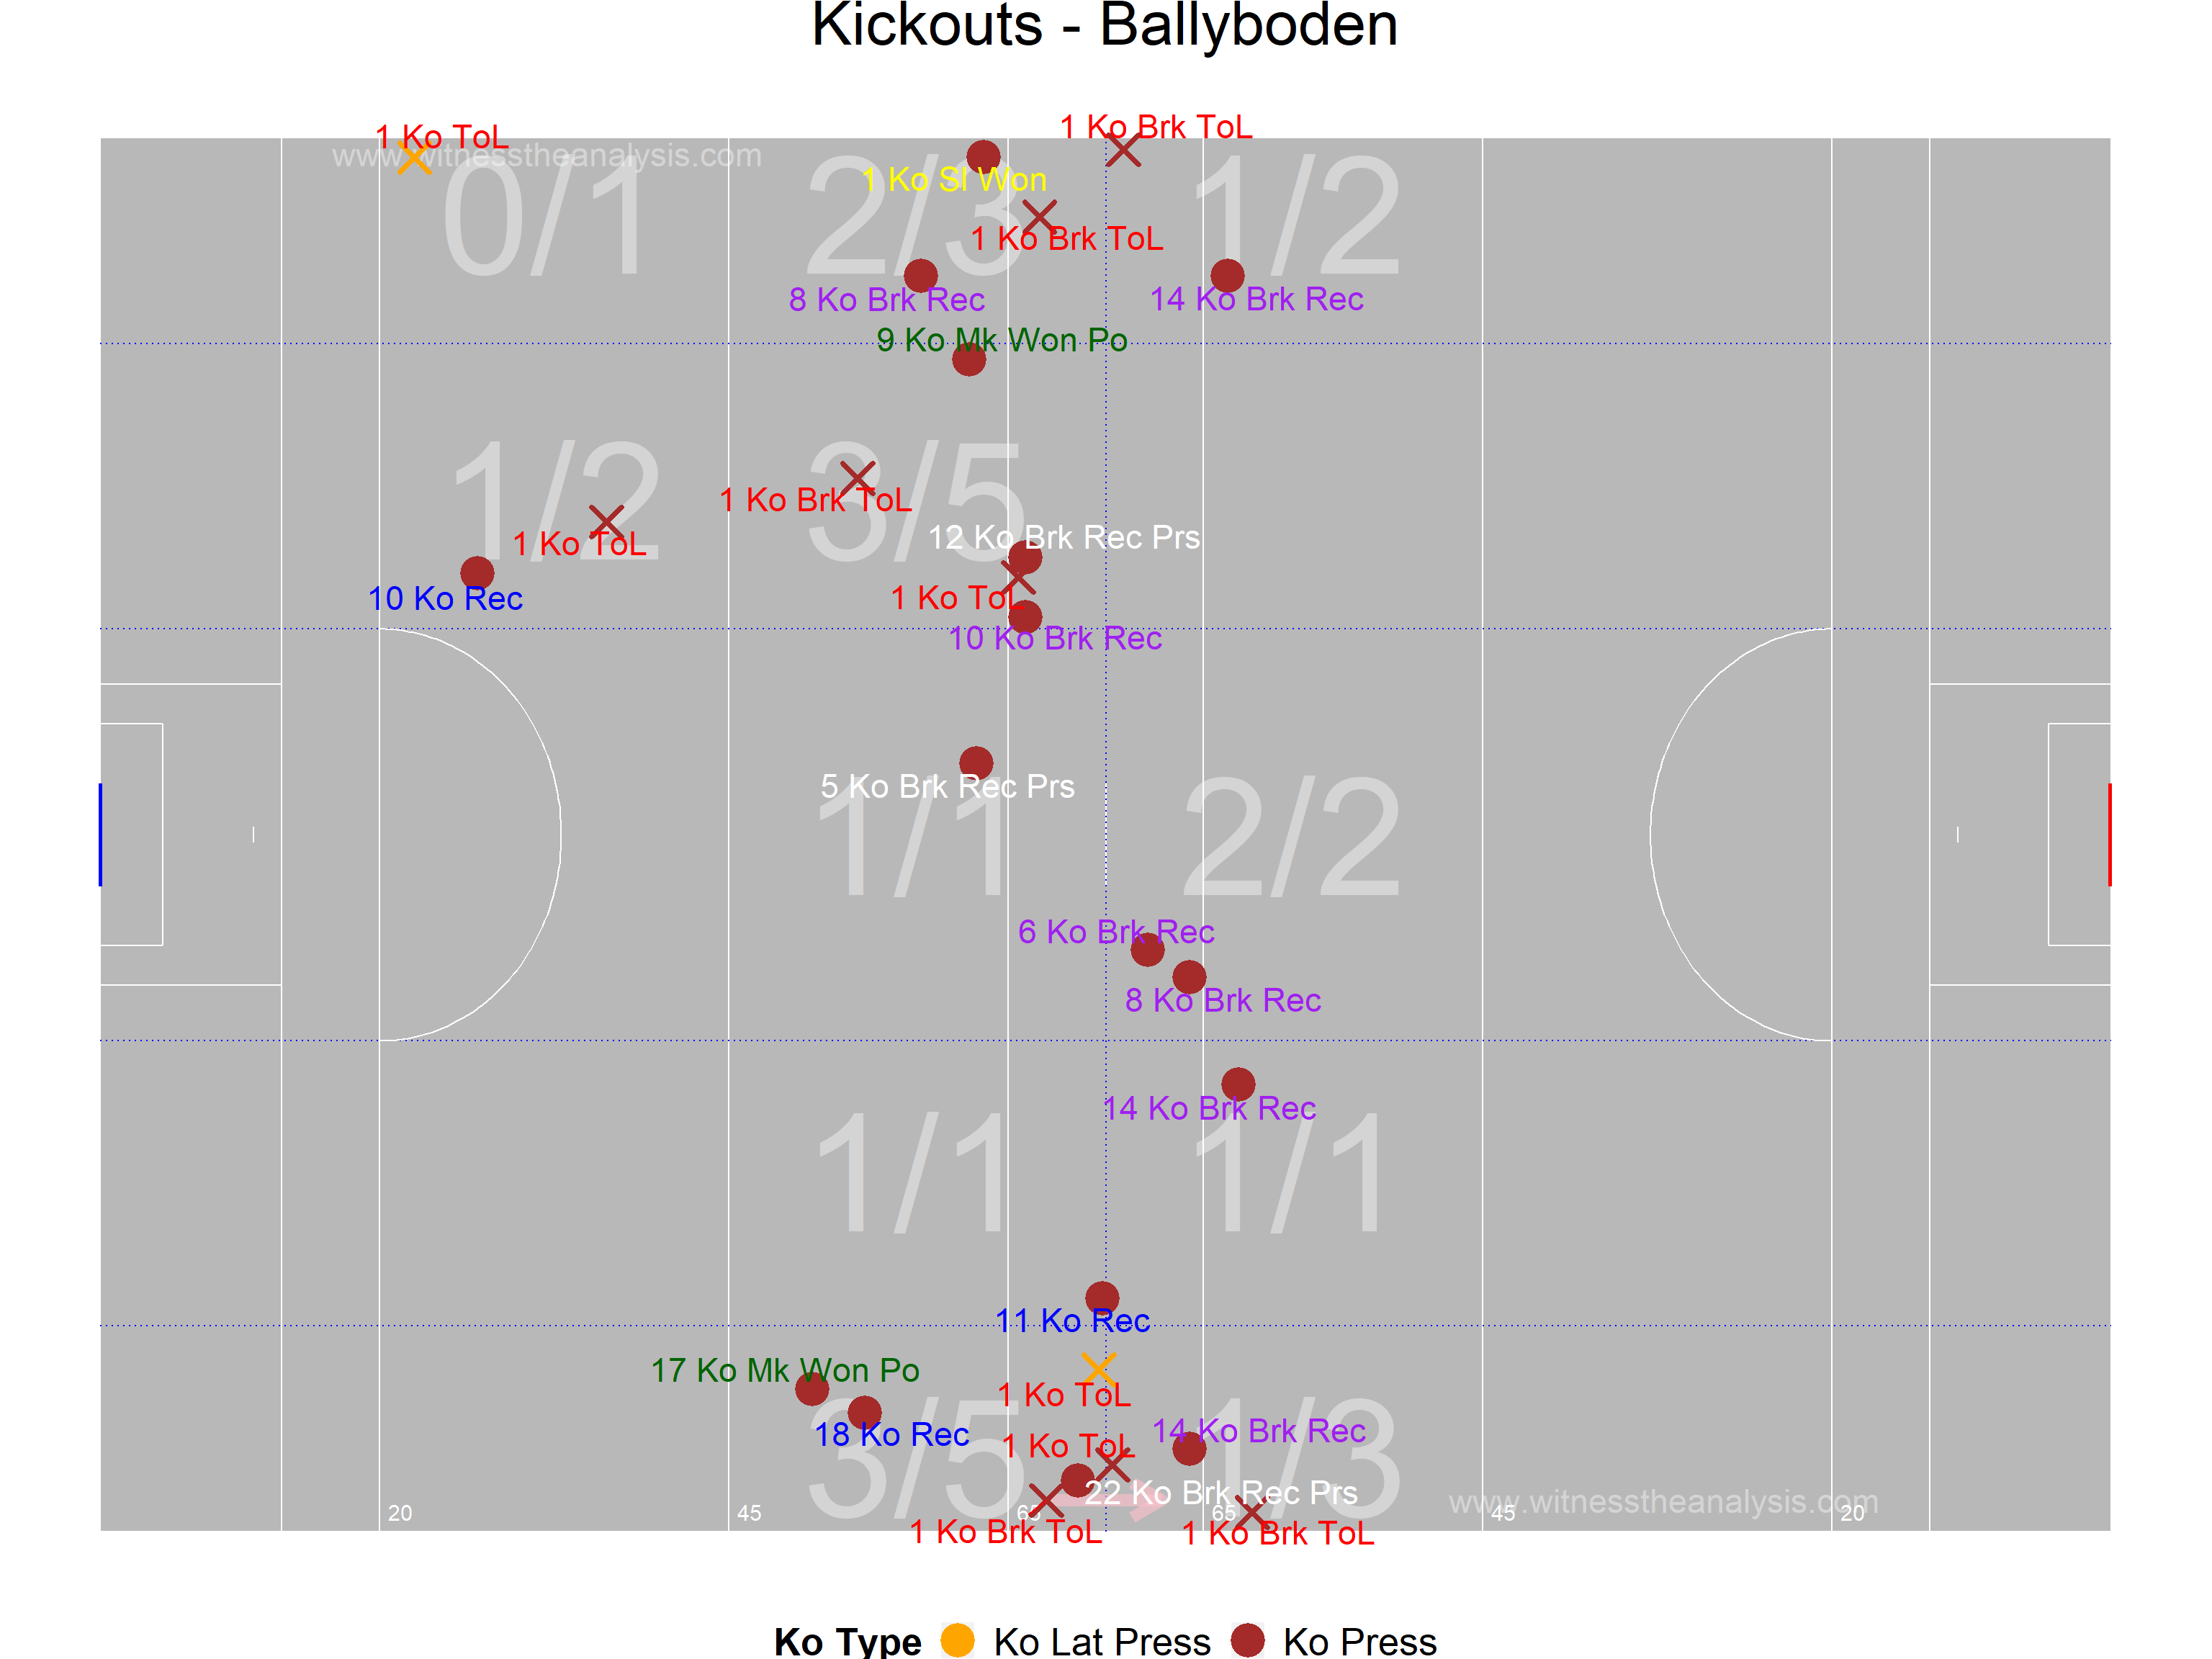 Kickouts - Ballyboden
1 Ko ToL
1 Ko Brk ToL
www.witnesstheanalysis.com
1 Ko Sl Won
0/1
2/3
1/2
1 Ko Brk ToL
8 Ko Brk Rec
14 Ko Brk Rec
9 Ko Mk Won Po
1/2
3/5
1 Ko Brk ToL
12 Ko Brk Rec Prs
1 Ko ToL
10 Ko Rec
1 Ko ToL
10 Ko Brk Rec
5 Ko Brk Rec Prs
1/1
2/2
6 Ko Brk Rec
8 Ko Brk Rec
14 Ko Brk Rec
1/1
1/1
11 Ko Rec
17 Ko Mk Won Po
1 Ko ToL
18 Ko Rec
14 Ko Brk Rec
1 Ko ToL
3/5
1/3
22 Ko Brk Rec Prs
www.witnesstheanalysis.com
20
45
65
65
45
20
1 Ko Brk ToL
1 Ko Brk ToL
Ko Type Ko Lat Press Ko Press